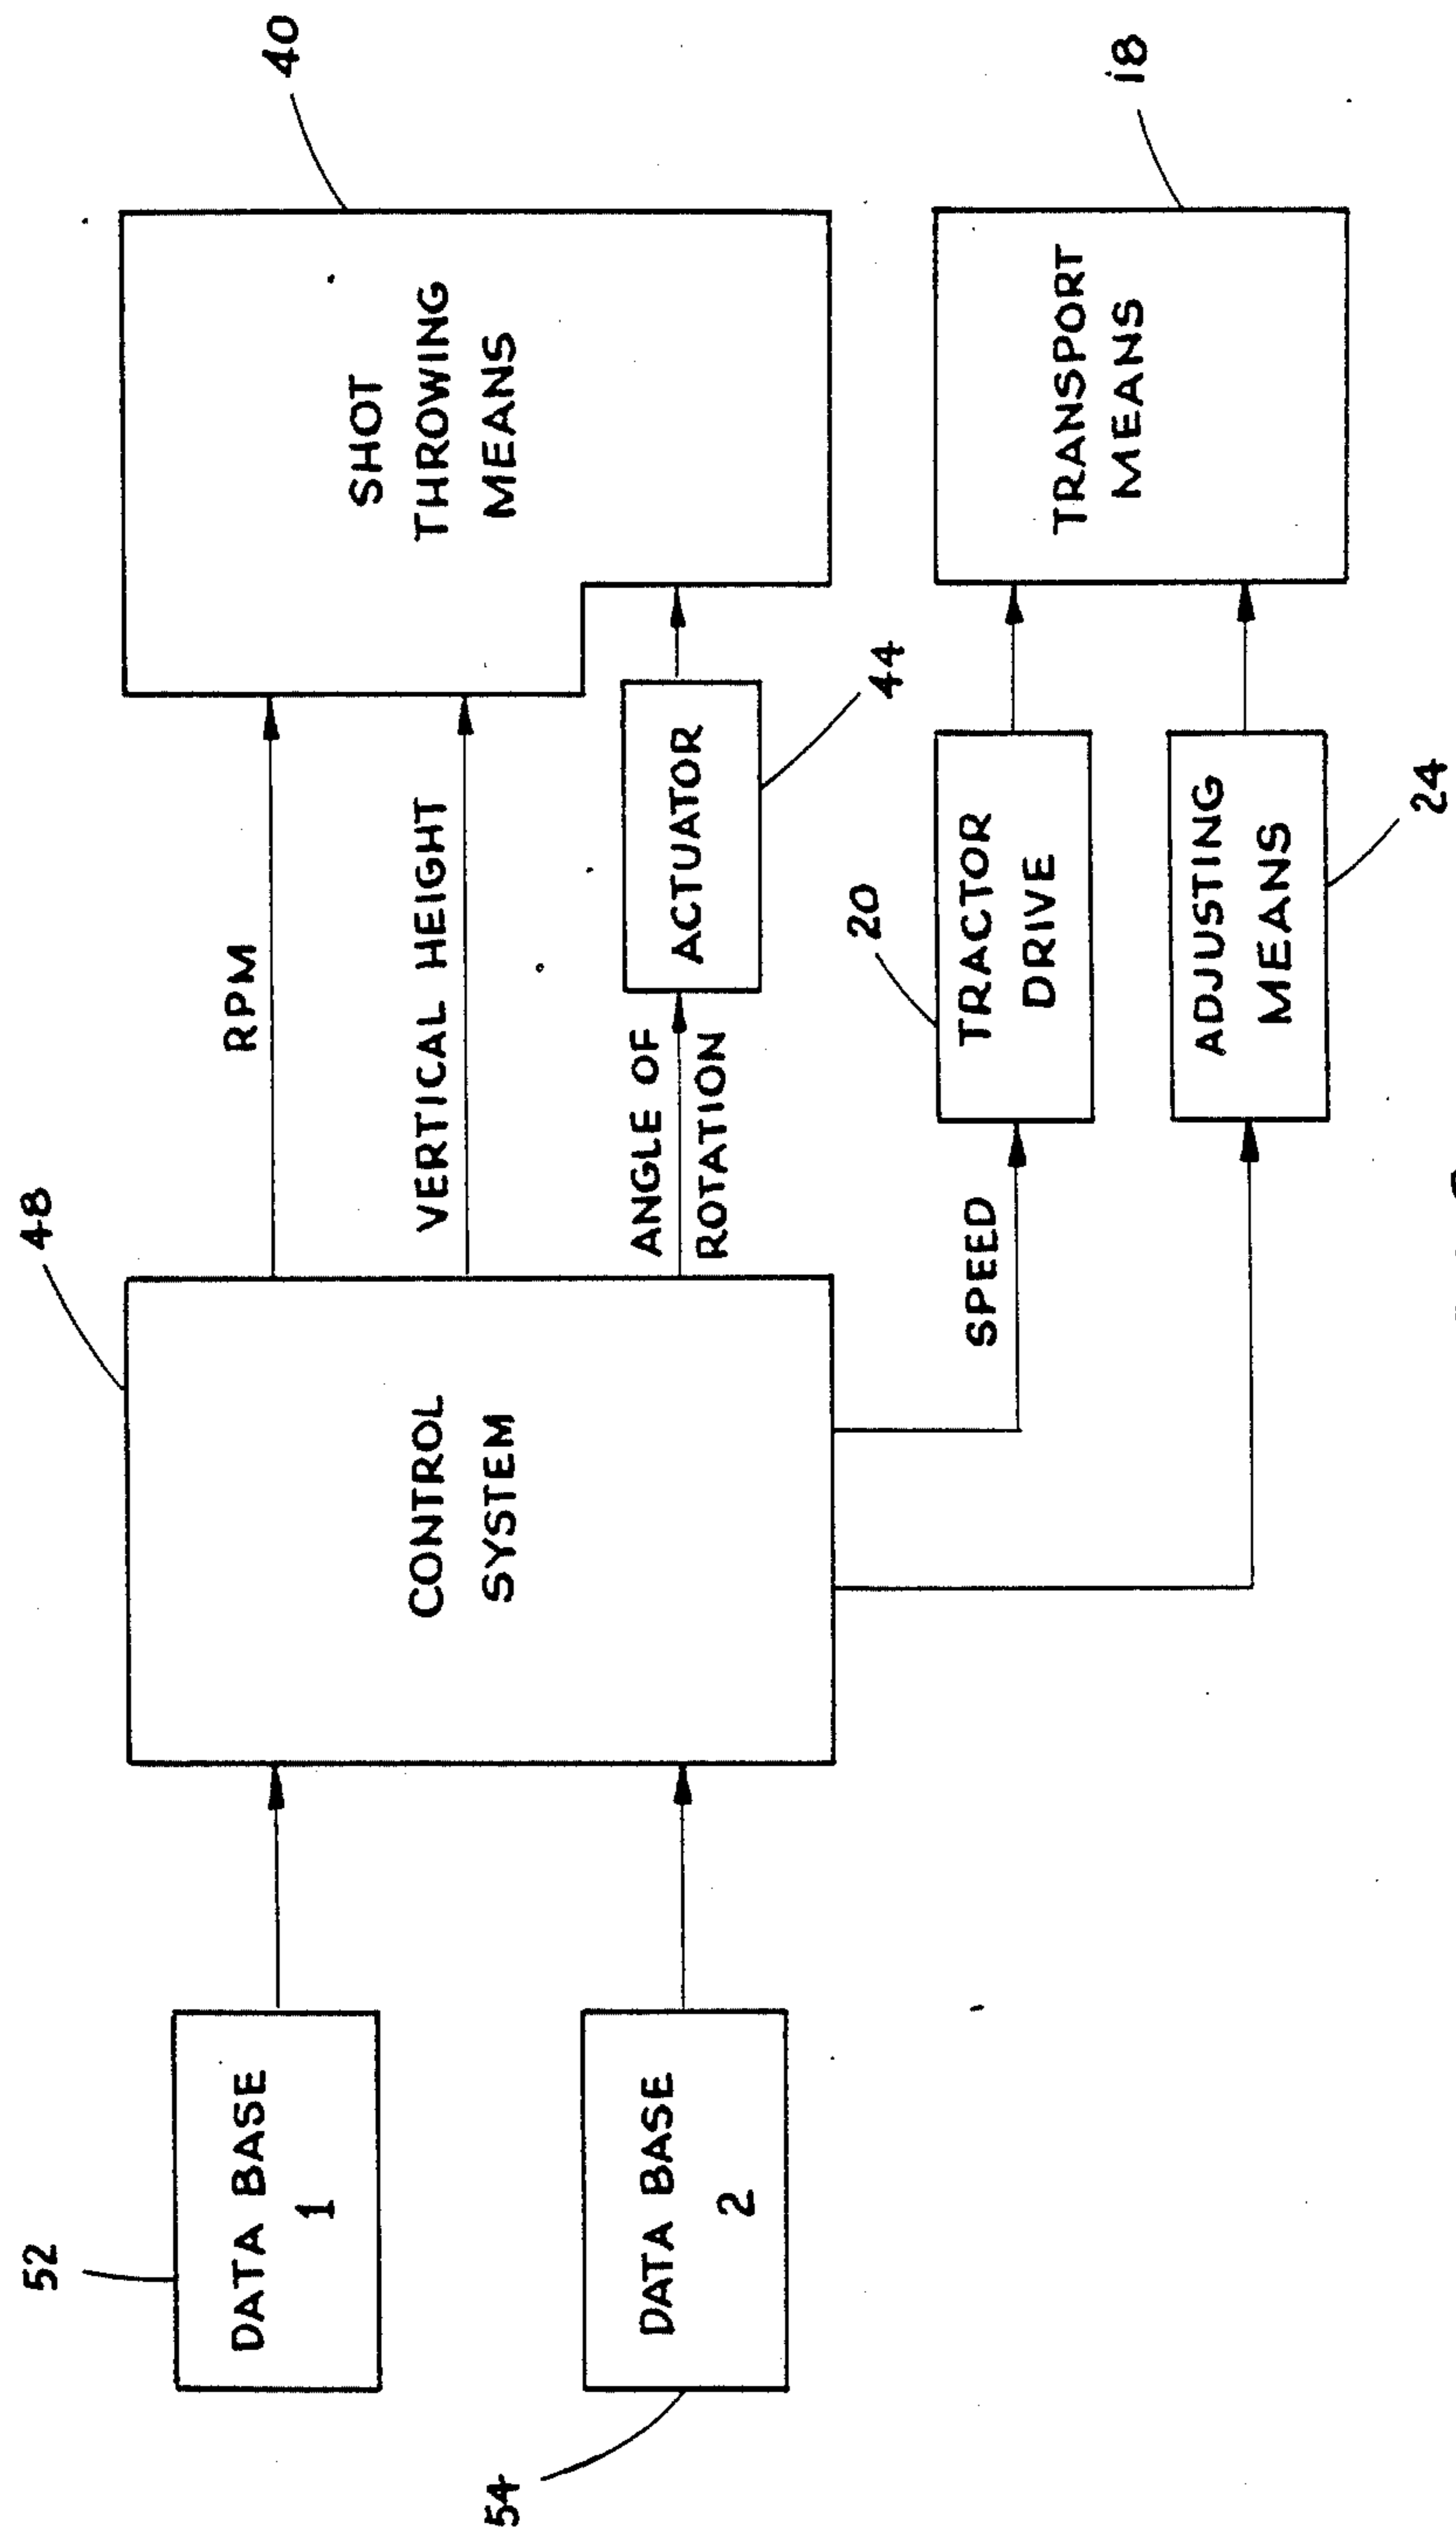 48
40
52
54
DATA BASE
1
DATA BASE
2
CONTROL
SYSTEM
RPM
VERTICAL HEIGHT
ANGLE OF
ROTATION
SPEED
ACTUATOR
44
SHOT
THROWING
MEANS
20
TRACTOR
DRIVE
ADJUSTING
MEANS
24
TRANSPORT
MEANS
18